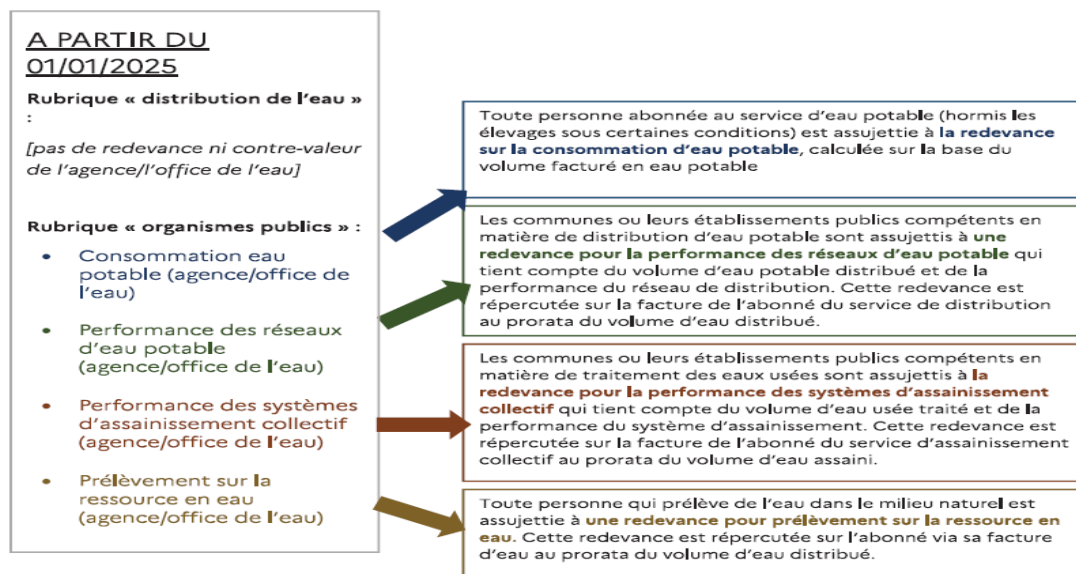 A PARTIR DU
01/01/2025
Rubrique « distribution de l'eau »
:
[pas de redevance ni contre-valeur
de l'agence/l'office de l'eau]
Rubrique « organismes publics » :
• Consommation eau
potable (agence/office de
l'eau)
• Performance des réseaux
d'eau potable
(agence/office de l'eau)
• Performance des systèmes
d'assainissement collectif
(agence/office de l'eau)
• Prélèvement sur la
ressource en eau
(agence/office de l'eau)
Toute personne abonnée au service d'eau potable (hormis les
élevages sous certaines conditions) est assujettie à la redevance
sur la consommation d'eau potable, calculée sur la base du
volume facturé en eau potable
Les communes ou leurs établissements publics compétents en
matière de distribution d'eau potable sont assujettis à une
redevance pour la performance des réseaux d'eau potable qui
tient compte du volume d'eau potable distribué et de la
performance du réseau de distribution. Cette redevance est
répercutée sur la facture de l'abonné du service de distribution
au prorata du volume d'eau distribué.
Les communes ou leurs établissements publics compétents en
matière de traitement des eaux usées sont assujettis à la
redevance pour la performance des systèmes d'assainissement
collectif qui tient compte du volume d'eau usée traité et de la
performance du système d'assainissement. Cette redevance est
répercutée sur la facture de l'abonné du service d'assainissement
collectif au prorata du volume d'eau assaini.
Toute personne qui prélève de l'eau dans le milieu naturel est
assujettie à une redevance pour prélèvement sur la ressource en
eau. Cette redevance est répercutée sur l'abonné via sa facture
d'eau au prorata du volume d'eau distribué.